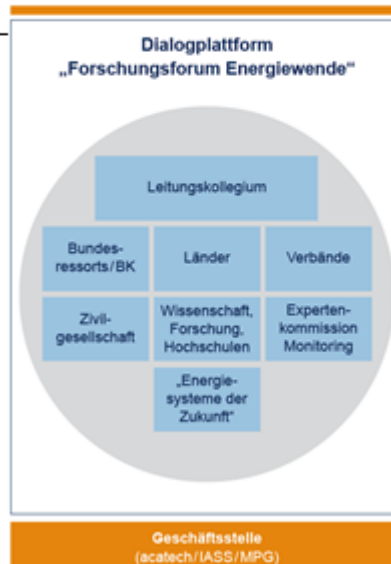 Dialogplattform
„Forschungsforum Energiewende“
Leitungskollegium
Bundes-
ressorts/BK
Länder
Verbände
Zivil-
gesellschaft
Wissenschaft,
Forschung,
Hochschulen
Experten-
kommission
Monitoring
„Energie-
systeme der
Zukunft“
Geschäftsstelle
(acatech/IASS/MPG)